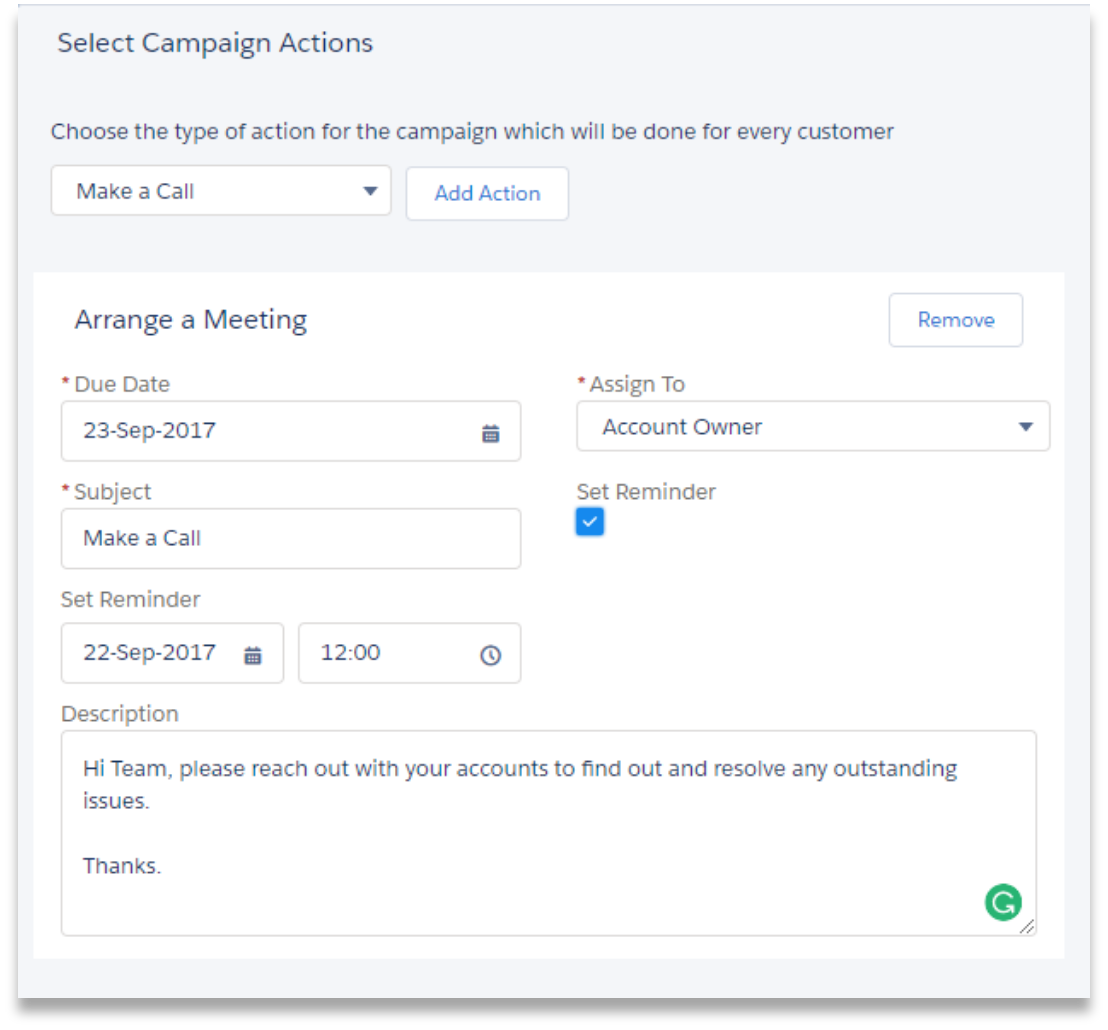 Select Campaign Actions
Choose the type of action for the campaign which will be done for every customer
Make a Call
Add Action
Arrange a Meeting
Remove
* Due Date
* Assign To
23-Sep-2017
Account Owner
* Subject
Set Reminder
Make a Call
Set Reminder
22-Sep-2017
12:00
Description
Hi Team, please reach out with your accounts to find out and resolve any outstanding
issues.
Thanks.